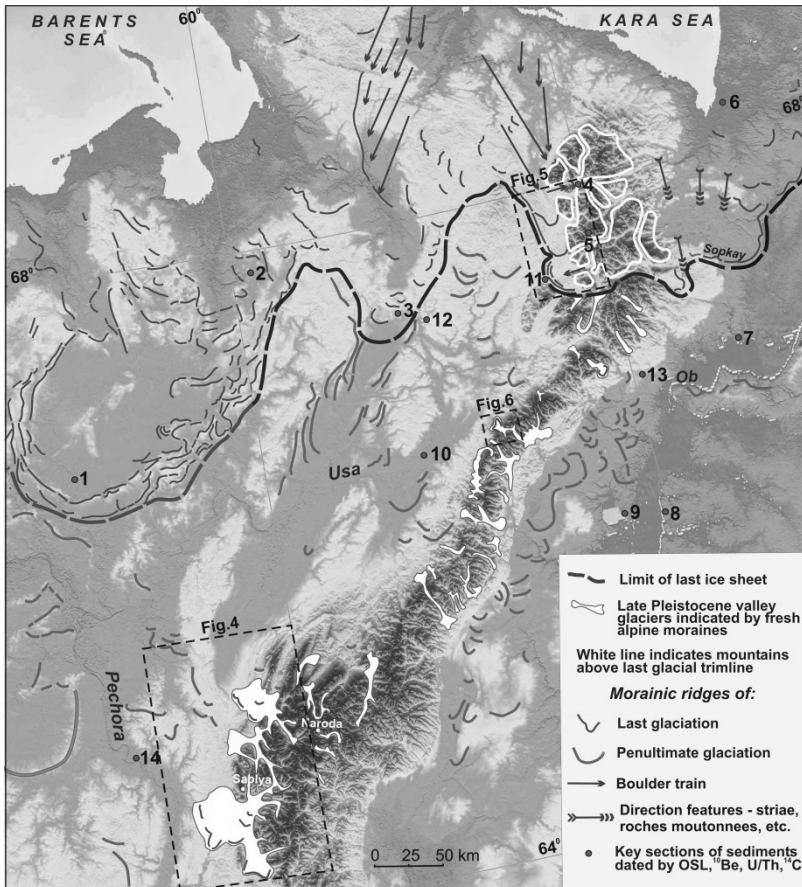 BARENTS
SEA
60⁰
KARA SEA
6
68⁰
Fig.5
4
5
Sopkay
68⁰
2
11
3
12
7
13
Ob
Fig.6
Usa
10
1
9
8
Fig.4
Pechora
Naroda
14
Sablya
0 25 50 km
64⁰
Limit of last ice sheet
Late Pleistocene valley
glaciers indicated by fresh
alpine moraines
White line indicates mountains
above last glacial trimline
Morainic ridges of:
Last glaciation
Penultimate glaciation
Boulder train
Direction features - striae,
roches moutonnees, etc.
Key sections of sediments
dated by OSL,¹⁰Be, U/Th,¹⁴C